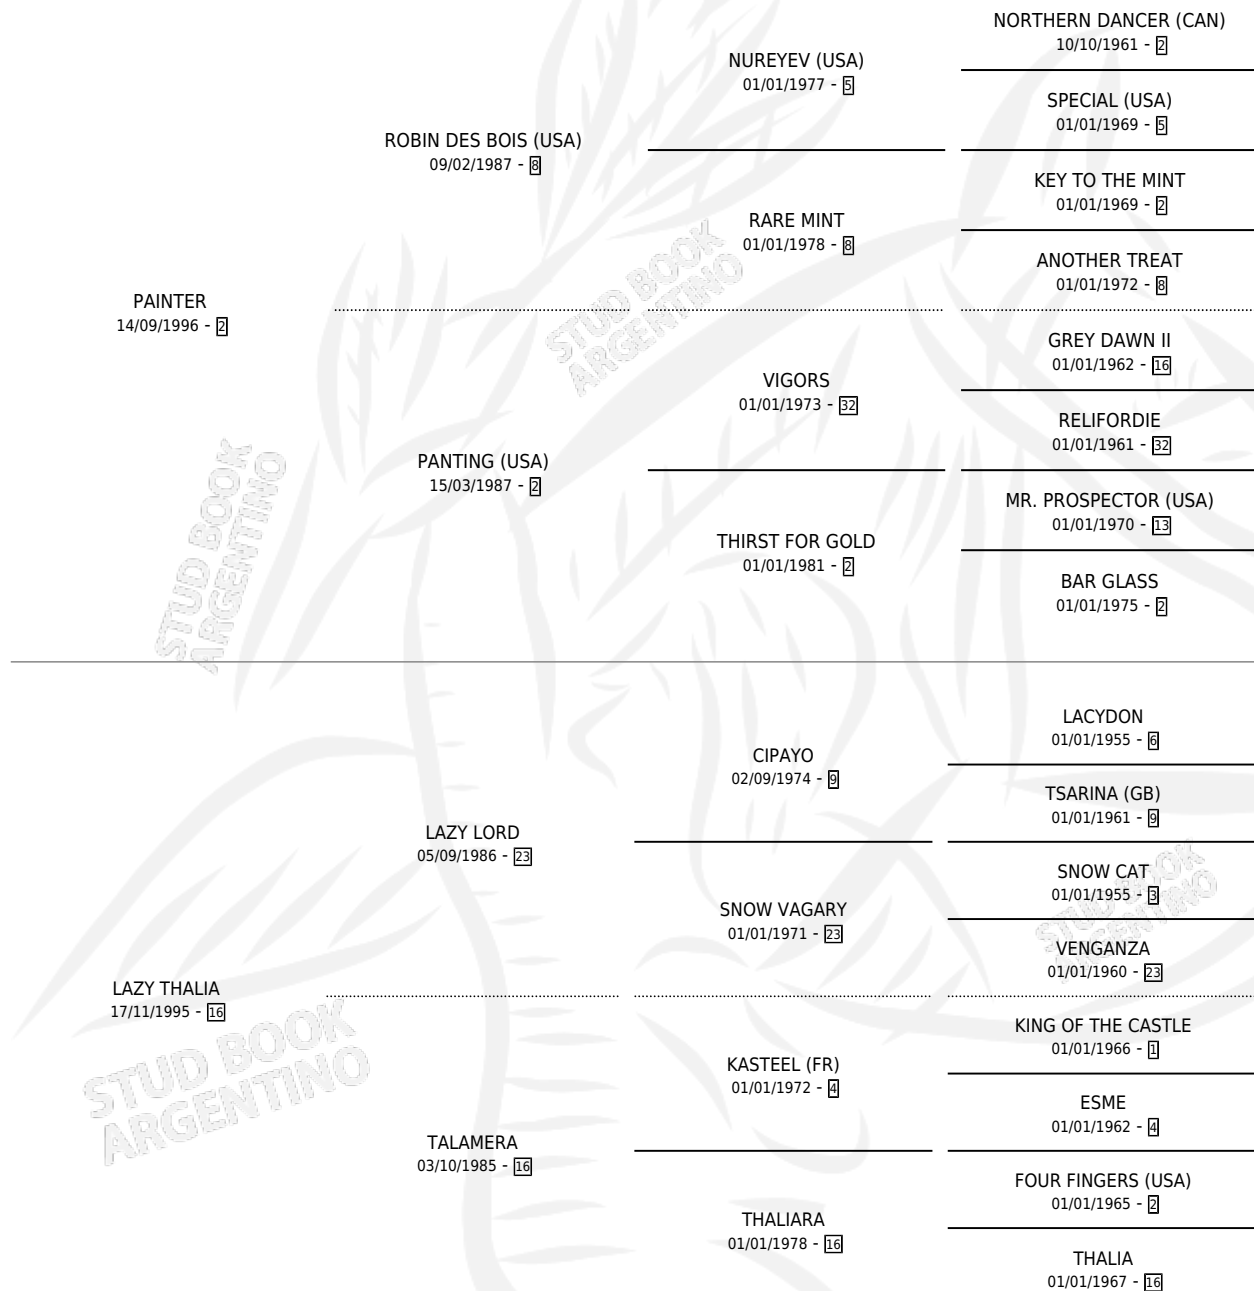 NORTHERN DANCER (CAN)
10/10/1961 - 2
NUREYEV (USA)
01/01/1977 - 5
SPECIAL (USA)
01/01/1969 - 5
ROBIN DES BOIS (USA)
09/02/1987 - 8
KEY TO THE MINT
01/01/1969 - 2
RARE MINT
01/01/1978 - 8
ANOTHER TREAT
01/01/1972 - 8
PAINTER
14/09/1996 - 2
GREY DAWN II
01/01/1962 - 16
VIGORS
01/01/1973 - 32
RELIFORDIE
01/01/1961 - 32
PANTING (USA)
15/03/1987 - 2
MR. PROSPECTOR (USA)
01/01/1970 - 13
THIRST FOR GOLD
01/01/1981 - 2
BAR GLASS
01/01/1975 - 2
LACYDON
01/01/1955 - 6
CIPAYO
02/09/1974 - 9
TSARINA (GB)
01/01/1961 - 9
LAZY LORD
05/09/1986 - 23
SNOW CAT
01/01/1955 - 3
SNOW VAGARY
01/01/1971 - 23
VENGANZA
01/01/1960 - 23
LAZY THALIA
17/11/1995 - 16
KING OF THE CASTLE
01/01/1966 - 1
KASTEEL (FR)
01/01/1972 - 4
ESME
01/01/1962 - 4
TALAMERA
03/10/1985 - 16
FOUR FINGERS (USA)
01/01/1965 - 2
THALIARA
01/01/1978 - 16
THALIA
01/01/1967 - 16
STUD BOOK
ARGENTINO
STUD BOOK
ARGENTINO
STUD BOOK
ARGENTINO
STUD BOOK
ARGENTINO